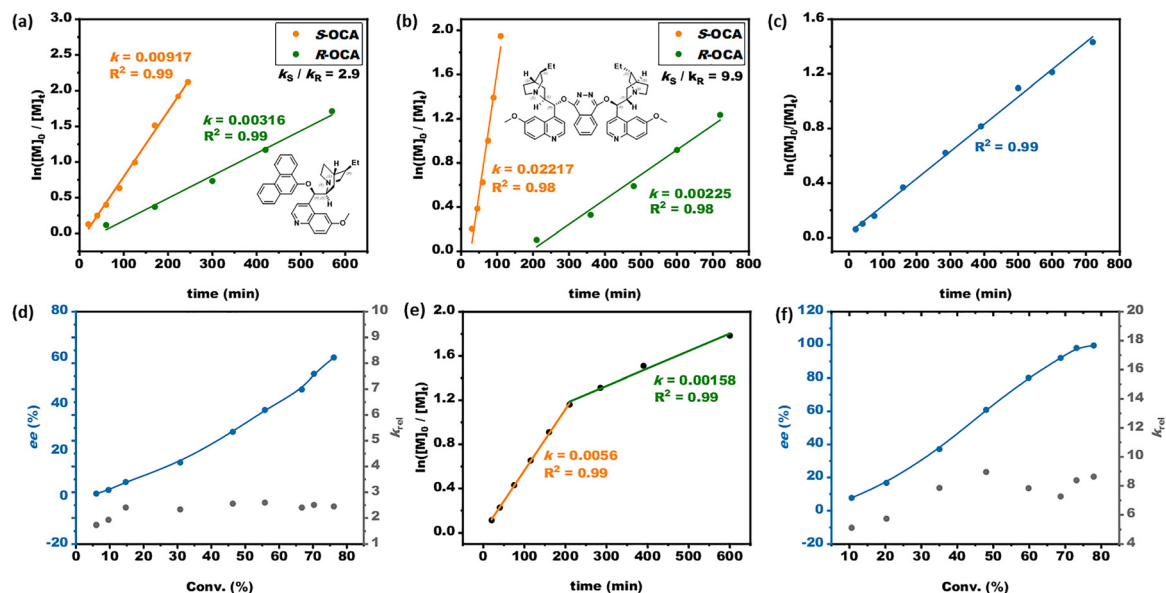 (a)
3.0
2.5
2.0
1.5
1.0
0.5
0.0
ln([M]0 / [M]t)
S-OCA
R-OCA
kS / kR = 2.9
k = 0.00917
R2 = 0.99
k = 0.00316
R2 = 0.99
Et
N
H
O
N
O
0 100 200 300 400 500 600
time (min)
(b)
2.0
1.6
1.2
0.8
0.4
0.0
ln([M]0 / [M]t)
S-OCA
R-OCA
kS / kR = 9.9
Et
N
H
O
N
N
N
O
O
H
N
Et
O
N
k = 0.02217
R2 = 0.98
k = 0.00225
R2 = 0.98
0 100 200 300 400 500 600 700 800
time (min)
(c)
1.6
1.2
0.8
0.4
0.0
ln([M]0/[M]t)
R2 = 0.99
0 100 200 300 400 500 600 700 800
time (min)
(d)
80
60
40
20
0
-20
ee (%)
10
9
8
7
6
5
4
3
2
1
krel
0 10 20 30 40 50 60 70 80
Conv. (%)
(e)
2.0
1.6
1.2
0.8
0.4
0.0
ln([M]0 / [M]t)
k = 0.00158
R2 = 0.99
k = 0.0056
R2 = 0.99
0 100 200 300 400 500 600
time (min)
(f)
120
100
80
60
40
20
0
-20
ee (%)
20
18
16
14
12
10
8
6
4
krel
10 20 30 40 50 60 70 80
Conv. (%)